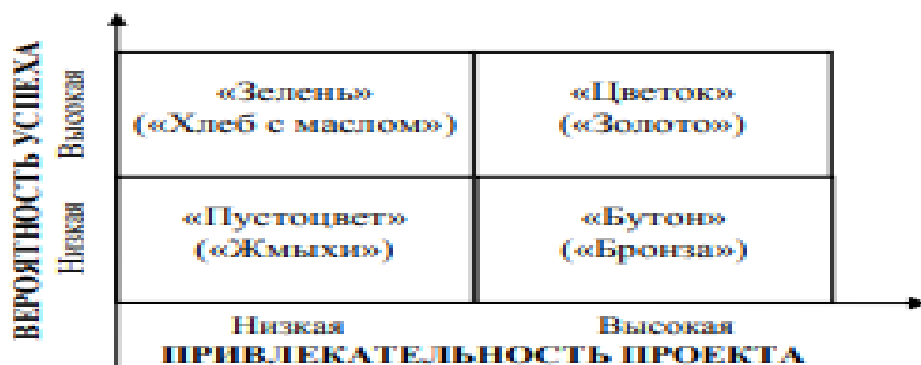 ВЕРОЯТНОСТЬ УСПЕХА
Высокая
Низкая
«Зелень»
(«Хлеб с маслом»)
«Цветок»
(«Золото»)
«Пустоцвет»
(«Жмыхи»)
«Бутон»
(«Бронза»)
Низкая
Высокая
ПРИВЛЕКАТЕЛЬНОСТЬ ПРОЕКТА